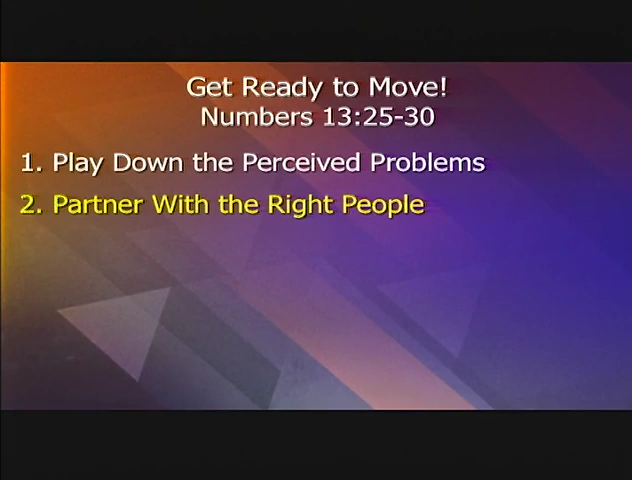 Get Ready to Move!
Numbers 13:25-30
1. Play Down the Perceived Problems
2. Partner With the Right People